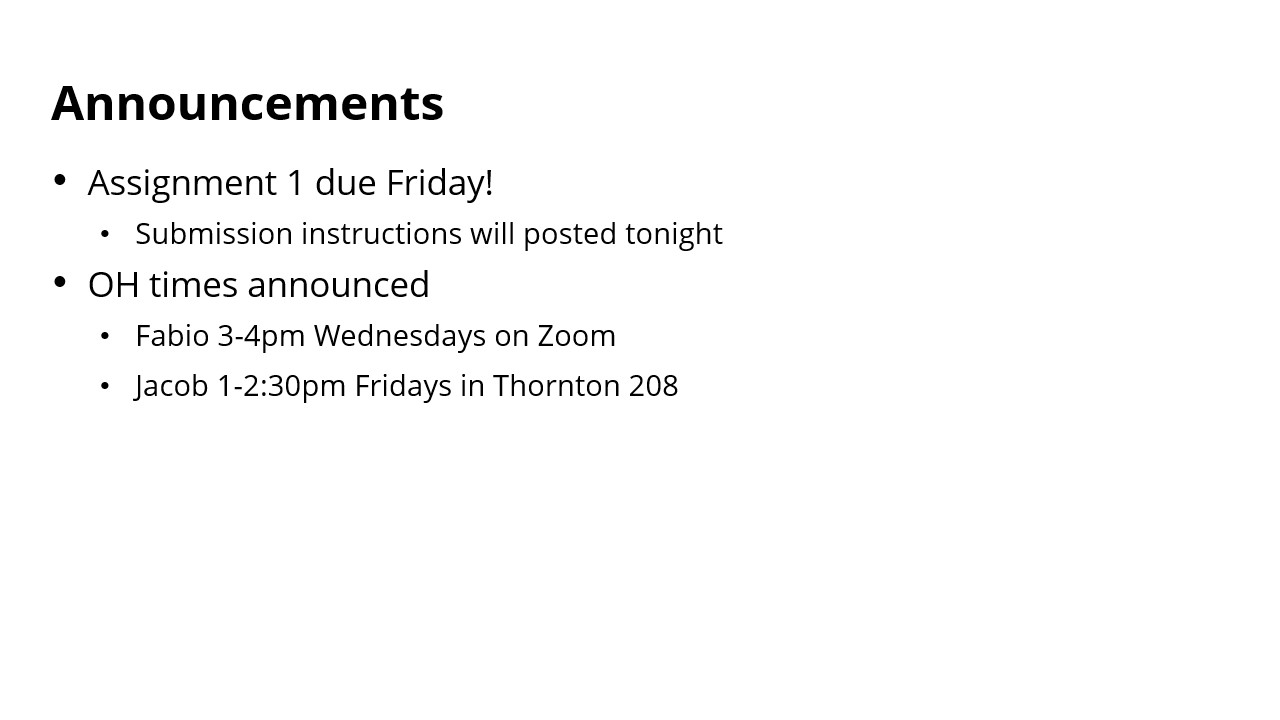 Announcements
• Assignment 1 due Friday!
• Submission instructions will posted tonight
• OH times announced
• Fabio 3-4pm Wednesdays on Zoom
• Jacob 1-2:30pm Fridays in Thornton 208